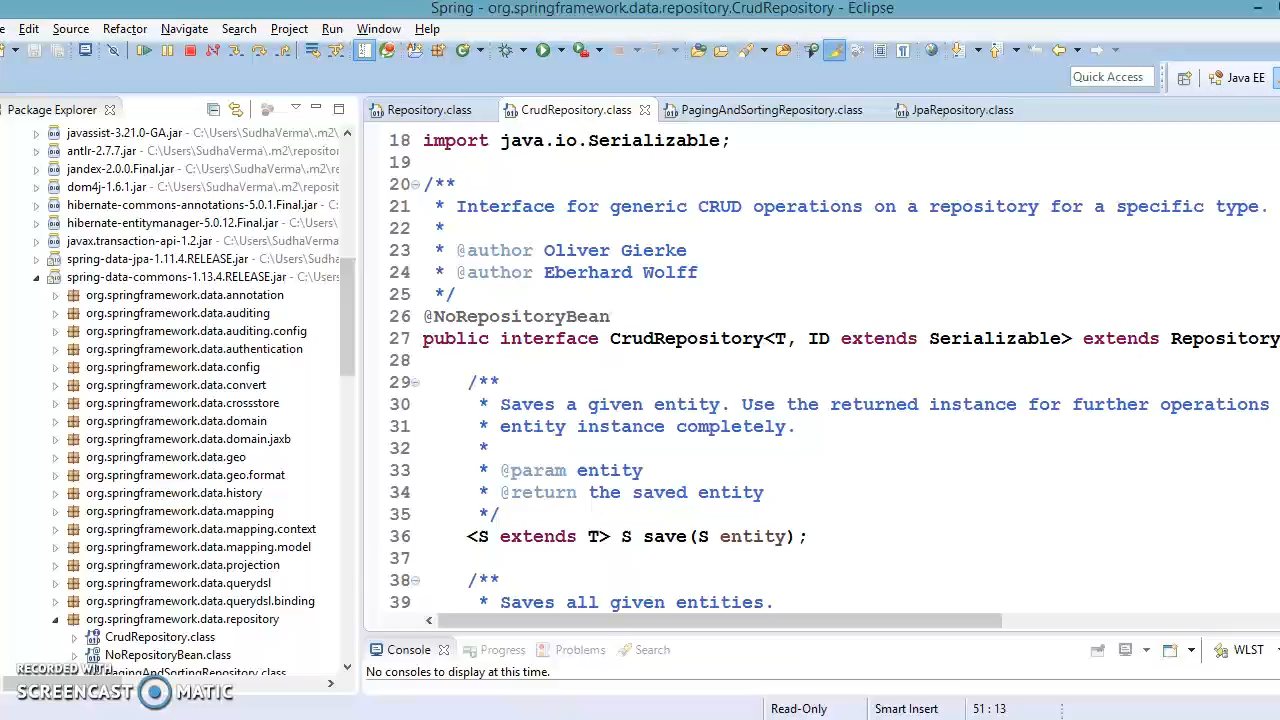 Spring - org.springframework.data.repository.CrudRepository - Eclipse
Edit Source Refactor Navigate Search Project Run Window Help
Quick Access
Java EE
Package Explorer
Repository.class
CrudRepository.class
PagingAndSortingRepository.class
JpaRepository.class
javassist-3.21.0-GA.jar - C:\Users\SudhaVerma\.m2\rep
antlr-2.7.7.jar - C:\Users\SudhaVerma\.m2\repositor
jandex-2.0.0.Final.jar - C:\Users\SudhaVerma\.m2\re
dom4j-1.6.1.jar - C:\Users\SudhaVerma\.m2\reposit
hibernate-commons-annotations-5.0.1.Final.jar - C:\U
hibernate-entitymanager-5.0.12.Final.jar - C:\Users\
javax.transaction-api-1.2.jar - C:\Users\SudhaVerma\
spring-data-jpa-1.11.4.RELEASE.jar - C:\Users\Sudha
spring-data-commons-1.13.4.RELEASE.jar - C:\Users
org.springframework.data.annotation
org.springframework.data.auditing
org.springframework.data.auditing.config
org.springframework.data.authentication
org.springframework.data.config
org.springframework.data.convert
org.springframework.data.crossstore
org.springframework.data.domain
org.springframework.data.domain.jaxb
org.springframework.data.geo
org.springframework.data.geo.format
org.springframework.data.history
org.springframework.data.mapping
org.springframework.data.mapping.context
org.springframework.data.mapping.model
org.springframework.data.projection
org.springframework.data.querydsl
org.springframework.data.querydsl.binding
org.springframework.data.repository
CrudRepository.class
NoRepositoryBean.class
PagingAndSortingRepository.class
18 import java.io.Serializable;
19
20 /**
21 * Interface for generic CRUD operations on a repository for a specific type.
22 *
23 * @author Oliver Gierke
24 * @author Eberhard Wolff
25 */
26 @NoRepositoryBean
27 public interface CrudRepository<T, ID extends Serializable> extends Repository
28
29 /**
30 * Saves a given entity. Use the returned instance for further operations
31 * entity instance completely.
32 *
33 * @param entity
34 * @return the saved entity
35 */
36 <S extends T> S save(S entity);
37
38 /**
39 * Saves all given entities.
Console Progress Problems Search WLST
No consoles to display at this time.
Read-Only Smart Insert 51 : 13
RECORDED WITH
SCREENCAST MATIC